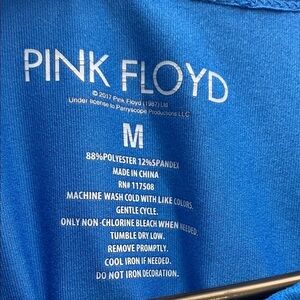 PINK FLOYD
© 2017 Pink Floyd (1987) Ltd
Under license to Perryscope Productions LLC
M
88%POLYESTER 12%SPANDEX
MADE IN CHINA
RN# 117508
MACHINE WASH COLD WITH LIKE COLORS.
GENTLE CYCLE.
ONLY NON-CHLORINE BLEACH WHEN NEEDED.
TUMBLE DRY LOW.
REMOVE PROMPTLY.
COOL IRON IF NEEDED.
DO NOT IRON DECORATION.